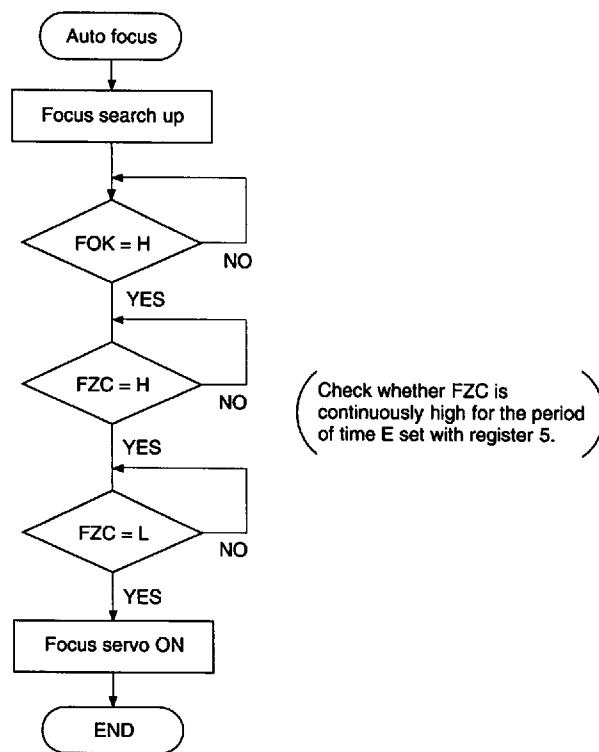 Auto focus
Focus search up
FOK = H
NO
YES
FZC = H
NO
Check whether FZC is
continuously high for the period
of time E set with register 5.
YES
FZC = L
NO
YES
Focus servo ON
END